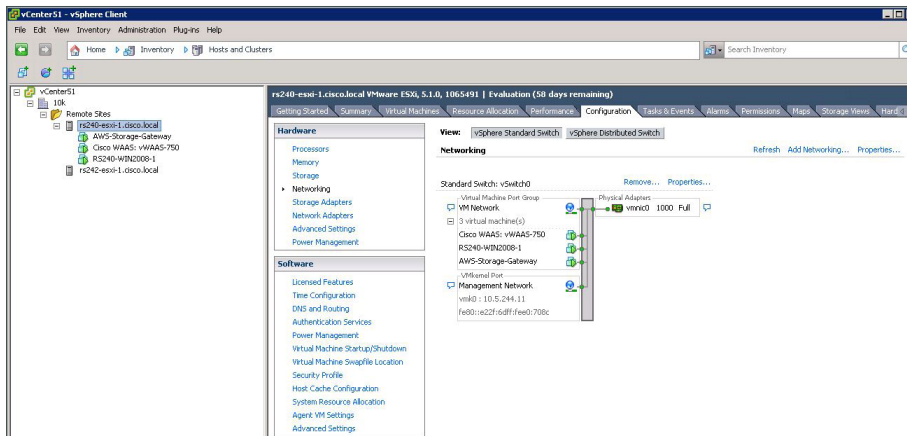 vCenter51 - vSphere Client
File Edit View Inventory Administration Plug-ins Help
Home Inventory Hosts and Clusters
Search Inventory
vCenter51
10k
Remote Sites
rs240-esxi-1.cisco.local
AWS-Storage-Gateway
Cisco WAAS: vWAAS-750
RS240-WIN2008-1
rs242-esxi-1.cisco.local
rs240-esxi-1.cisco.local VMware ESXi, 5.1.0, 1065491 | Evaluation (58 days remaining)
Getting Started Summary Virtual Machines Resource Allocation Performance Configuration Tasks & Events Alarms Permissions Maps Storage Views Hard
Hardware
Processors
Memory
Storage
Networking
Storage Adapters
Network Adapters
Advanced Settings
Power Management
Software
Licensed Features
Time Configuration
DNS and Routing
Authentication Services
Power Management
Virtual Machine Startup/Shutdown
Virtual Machine Swapfile Location
Security Profile
Host Cache Configuration
System Resource Allocation
Agent VM Settings
Advanced Settings
View: vSphere Standard Switch vSphere Distributed Switch
Networking Refresh Add Networking... Properties...
Standard Switch: vSwitch0 Remove... Properties...
Virtual Machine Port Group Physical Adapters
VM Network vmnic0 1000 Full
3 virtual machine(s)
Cisco WAAS: vWAAS-750
RS240-WIN2008-1
AWS-Storage-Gateway
VMkernel Port
Management Network
vmk0 : 10.5.244.11
fe80::e22f:6dff:fee0:708c